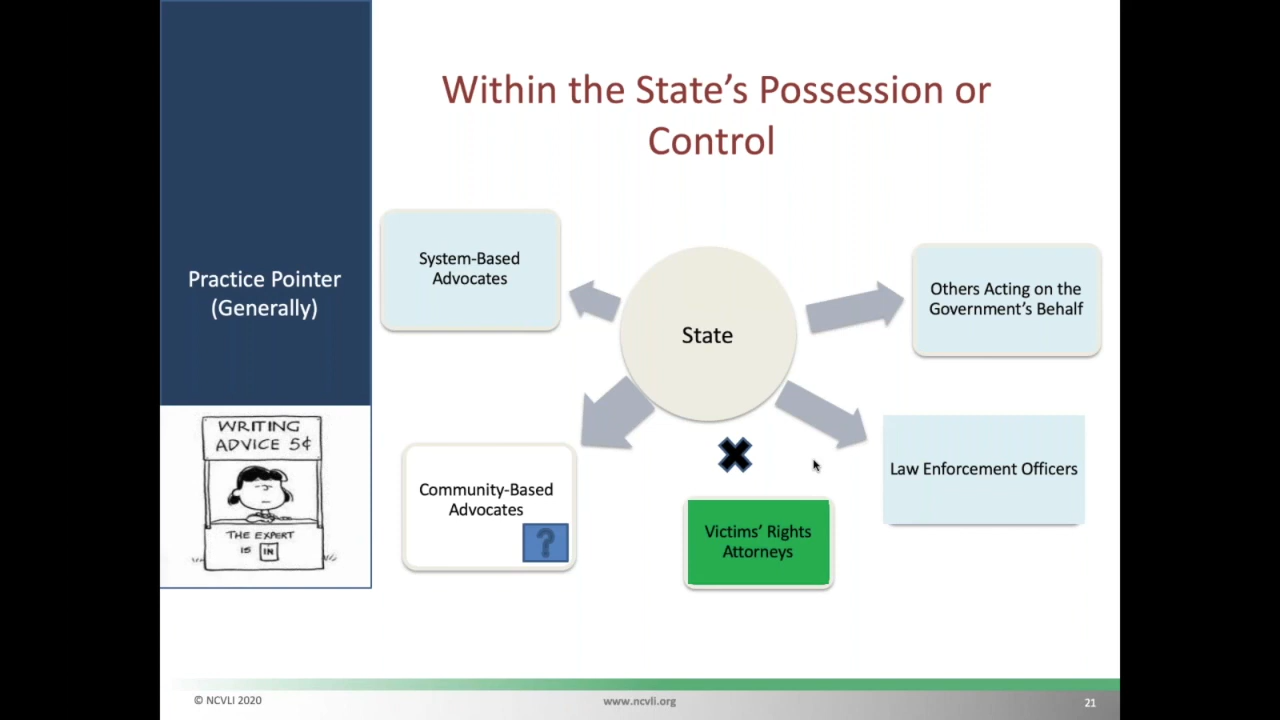 Within the State's Possession or
Control
Practice Pointer
(Generally)
WRITING
ADVICE 5¢
THE EXPERT
IS IN
System-Based
Advocates
State
Others Acting on the
Government's Behalf
Community-Based
Advocates
?
Victims' Rights
Attorneys
Law Enforcement Officers
© NCVLI 2020
www.ncvli.org
21